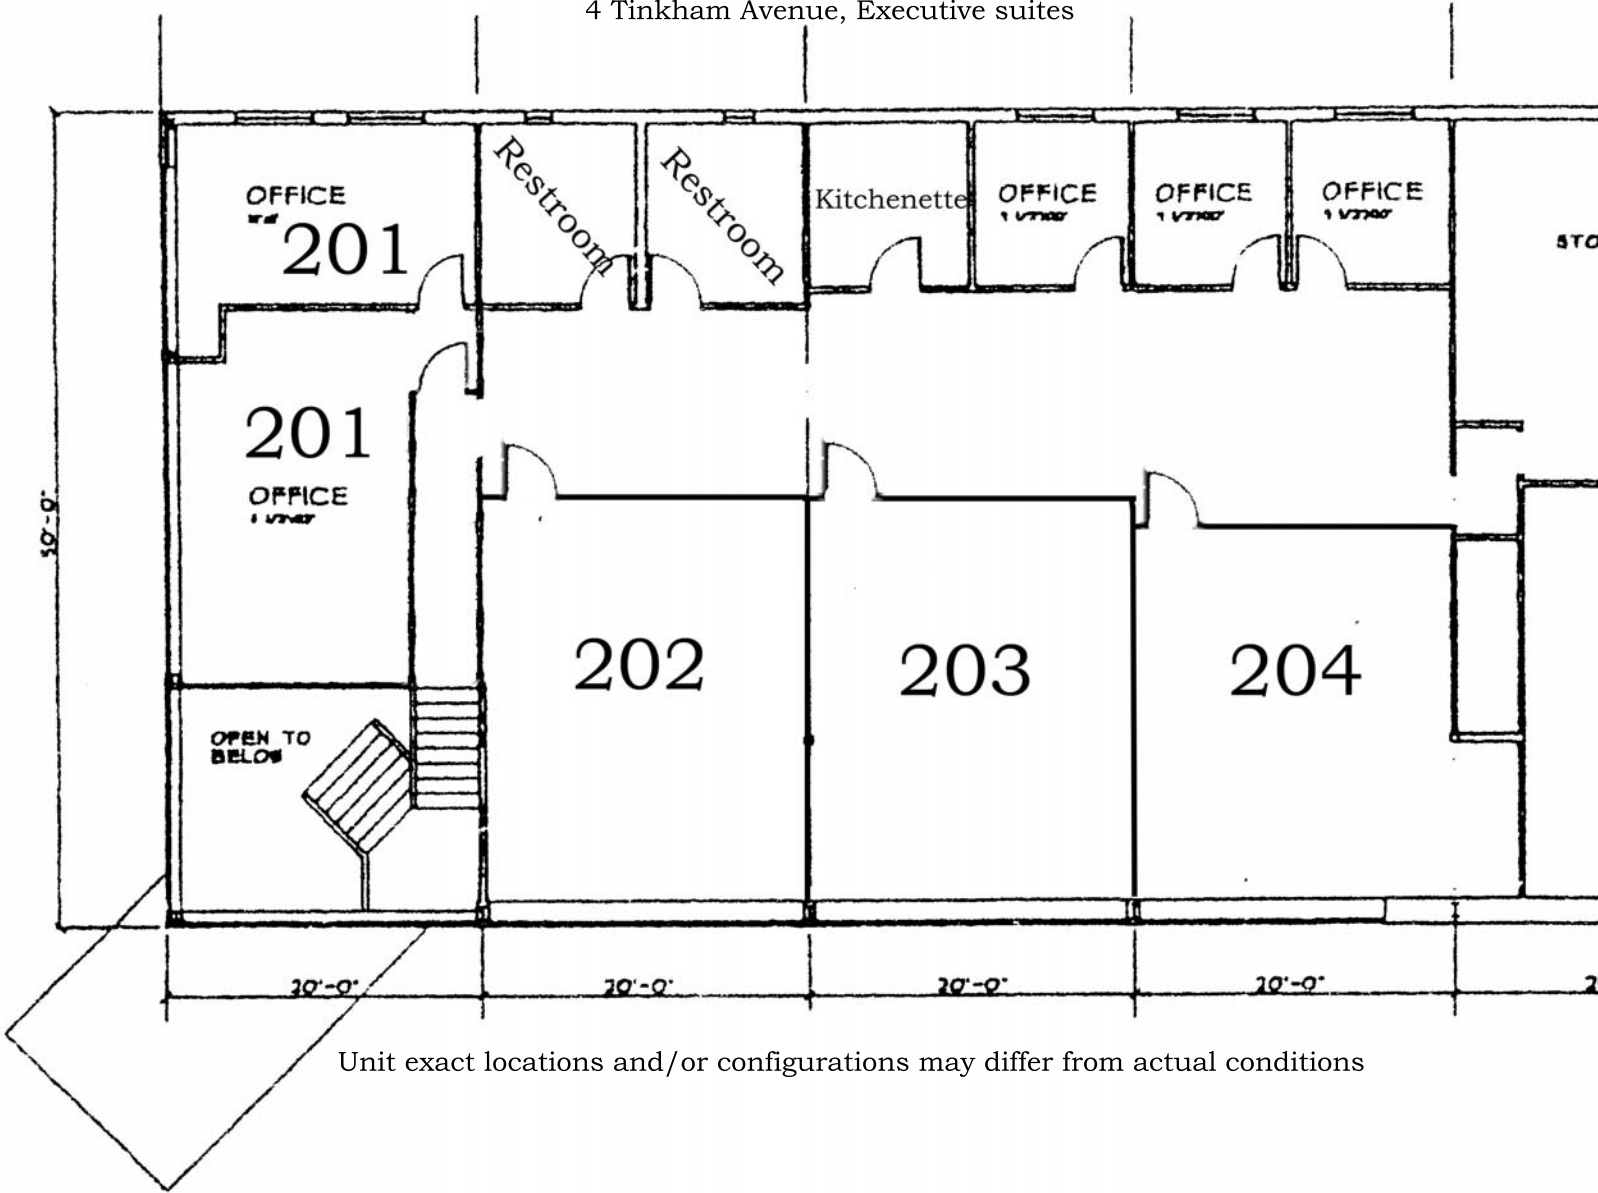 4 Tinkham Avenue, Executive suites
OFFICE
201
Restroom
Restroom
Kitchenette
OFFICE
OFFICE
OFFICE
STO
201
OFFICE
50'-0"
202
203
204
OPEN TO
BELOW
20'-0"
20'-0"
20'-0"
20'-0"
2
Unit exact locations and/or configurations may differ from actual conditions